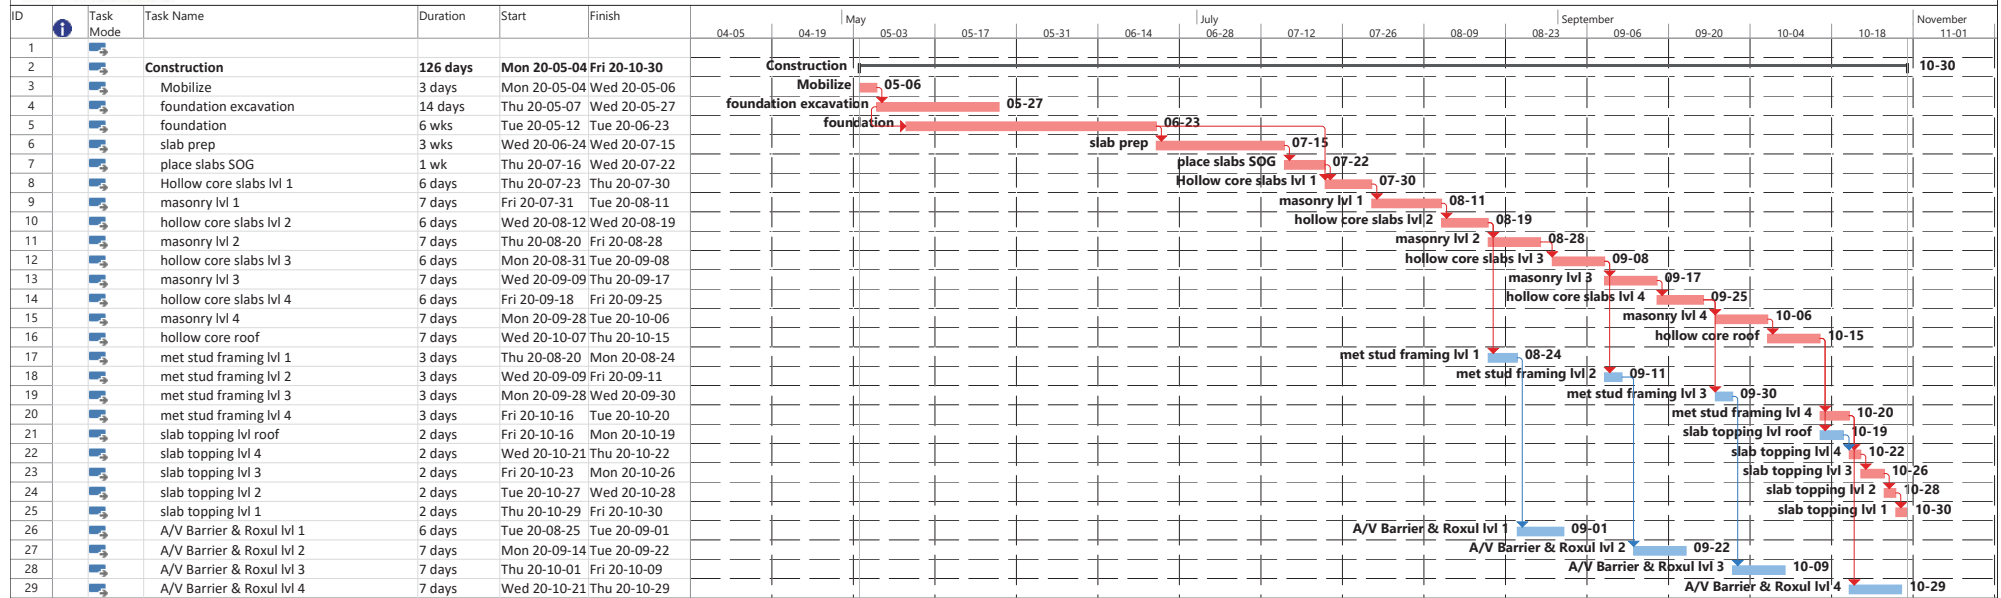 ID Task Mode Task Name Duration Start Finish
May July September November
04-05 04-19 05-03 05-17 05-31 06-14 06-28 07-12 07-26 08-09 08-23 09-06 09-20 10-04 10-18 11-01
1
2 Construction 126 days Mon 20-05-04 Fri 20-10-30 Construction 10-30
3 Mobilize 3 days Mon 20-05-04 Wed 20-05-06 Mobilize 05-06
4 foundation excavation 14 days Thu 20-05-07 Wed 20-05-27 foundation excavation 05-27
5 foundation 6 wks Tue 20-05-12 Tue 20-06-23 foundation 06-23
6 slab prep 3 wks Wed 20-06-24 Wed 20-07-15 slab prep 07-15
7 place slabs SOG 1 wk Thu 20-07-16 Wed 20-07-22 place slabs SOG 07-22
8 Hollow core slabs lvl 1 6 days Thu 20-07-23 Thu 20-07-30 Hollow core slabs lvl 1 07-30
9 masonry lvl 1 7 days Fri 20-07-31 Tue 20-08-11 masonry lvl 1 08-11
10 hollow core slabs lvl 2 6 days Wed 20-08-12 Wed 20-08-19 hollow core slabs lvl 2 08-19
11 masonry lvl 2 7 days Thu 20-08-20 Fri 20-08-28 masonry lvl 2 08-28
12 hollow core slabs lvl 3 6 days Mon 20-08-31 Tue 20-09-08 hollow core slabs lvl 3 09-08
13 masonry lvl 3 7 days Wed 20-09-09 Thu 20-09-17 masonry lvl 3 09-17
14 hollow core slabs lvl 4 6 days Fri 20-09-18 Fri 20-09-25 hollow core slabs lvl 4 09-25
15 masonry lvl 4 7 days Mon 20-09-28 Tue 20-10-06 masonry lvl 4 10-06
16 hollow core roof 7 days Wed 20-10-07 Thu 20-10-15 hollow core roof 10-15
17 met stud framing lvl 1 3 days Thu 20-08-20 Mon 20-08-24 met stud framing lvl 1 08-24
18 met stud framing lvl 2 3 days Wed 20-09-09 Fri 20-09-11 met stud framing lvl 2 09-11
19 met stud framing lvl 3 3 days Mon 20-09-28 Wed 20-09-30 met stud framing lvl 3 09-30
20 met stud framing lvl 4 3 days Fri 20-10-16 Tue 20-10-20 met stud framing lvl 4 10-20
21 slab topping lvl roof 2 days Fri 20-10-16 Mon 20-10-19 slab topping lvl roof 10-19
22 slab topping lvl 4 2 days Wed 20-10-21 Thu 20-10-22 slab topping lvl 4 10-22
23 slab topping lvl 3 2 days Fri 20-10-23 Mon 20-10-26 slab topping lvl 3 10-26
24 slab topping lvl 2 2 days Tue 20-10-27 Wed 20-10-28 slab topping lvl 2 10-28
25 slab topping lvl 1 2 days Thu 20-10-29 Fri 20-10-30 slab topping lvl 1 10-30
26 A/V Barrier & Roxul lvl 1 6 days Tue 20-08-25 Tue 20-09-01 A/V Barrier & Roxul lvl 1 09-01
27 A/V Barrier & Roxul lvl 2 7 days Mon 20-09-14 Tue 20-09-22 A/V Barrier & Roxul lvl 2 09-22
28 A/V Barrier & Roxul lvl 3 7 days Thu 20-10-01 Fri 20-10-09 A/V Barrier & Roxul lvl 3 10-09
29 A/V Barrier & Roxul lvl 4 7 days Wed 20-10-21 Thu 20-10-29 A/V Barrier & Roxul lvl 4 10-29